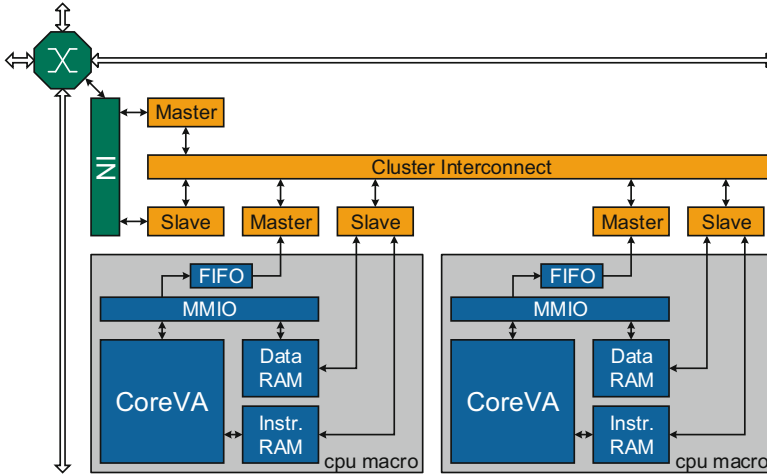 Master
NI
Cluster Interconnect
Slave
Master
Slave
Master
Slave
FIFO
MMIO
CoreVA
Data
RAM
Instr.
RAM
cpu macro
FIFO
MMIO
CoreVA
Data
RAM
Instr.
RAM
cpu macro